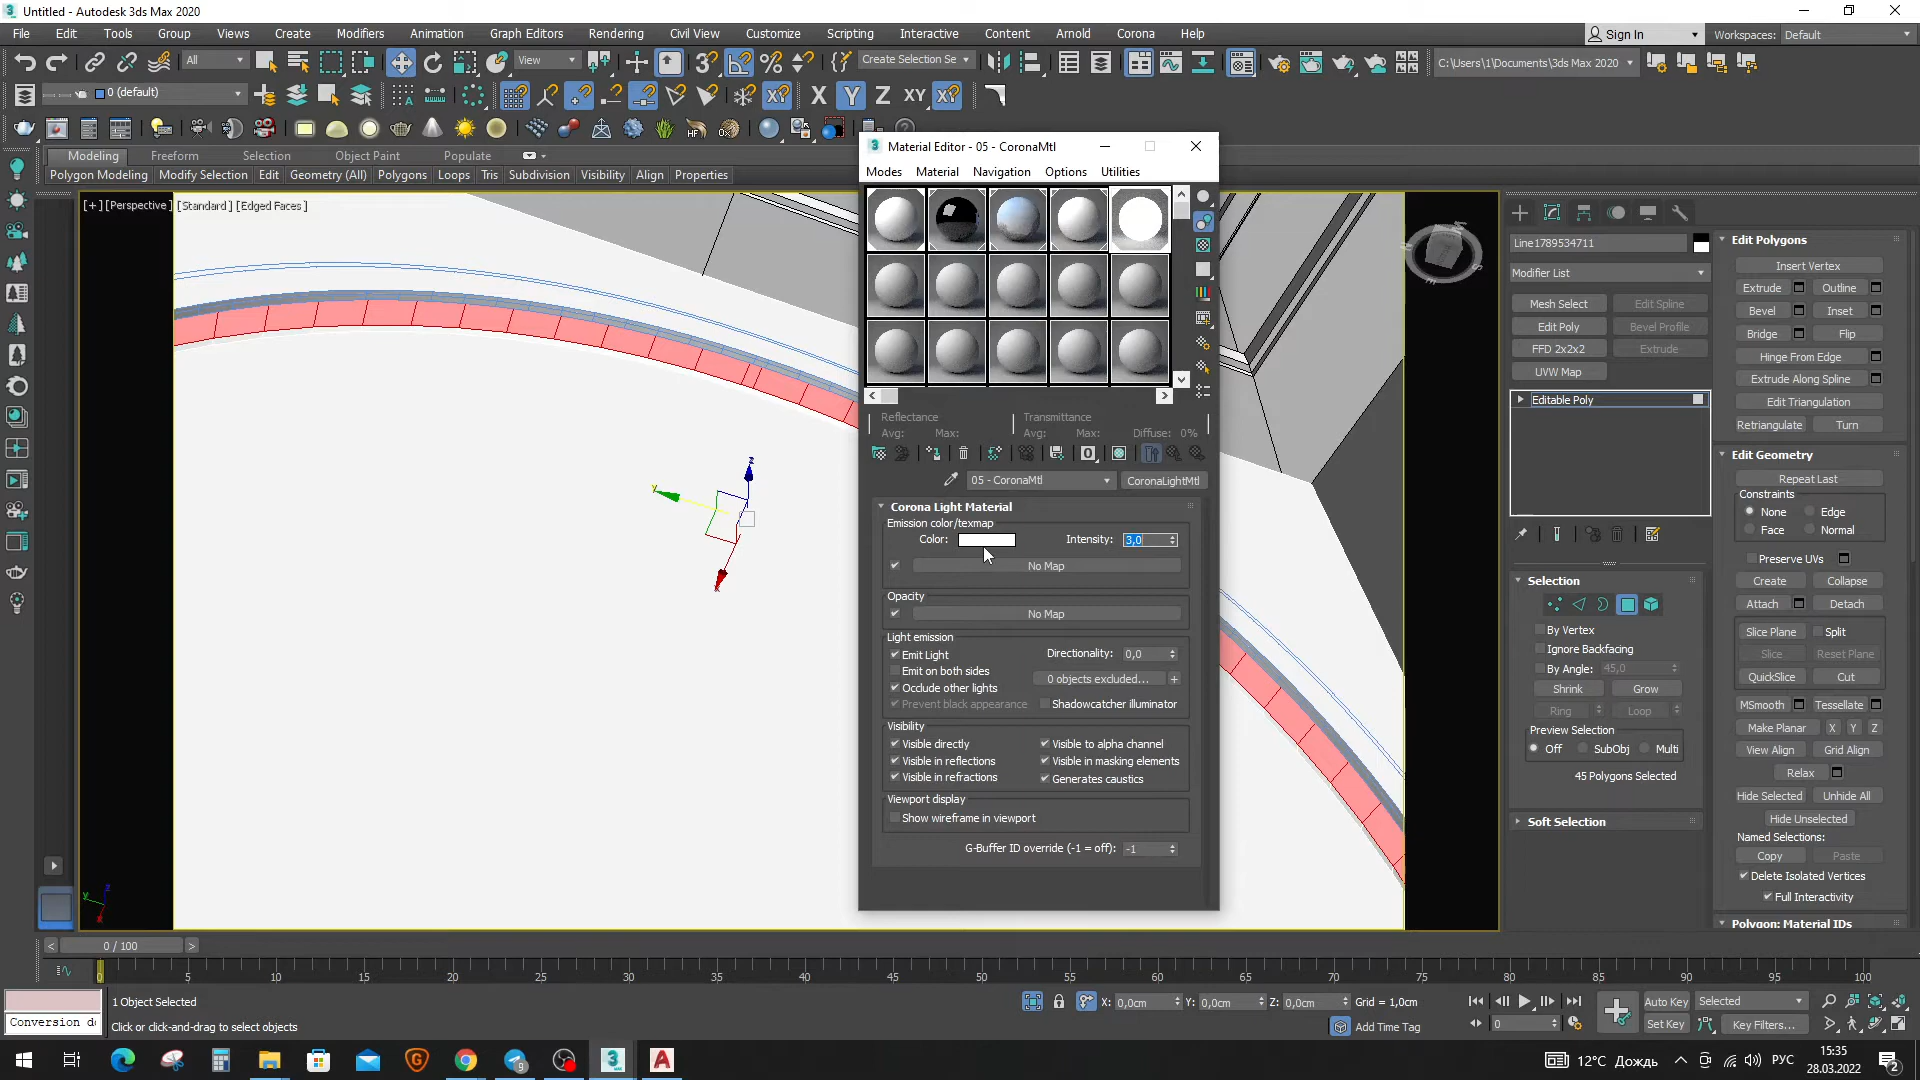 Untitled - Autodesk 3ds Max 2020
File Edit Tools Group Views Create Modifiers Animation Graph Editors Rendering Civil View Customize Scripting Interactive Content Arnold Corona Help
Sign In Workspaces: Default
All View Create Selection Se C:\Users\1\Documents\3ds Max 2020
0 (default) X Y Z XY XY
Modeling Freeform Selection Object Paint Populate
Polygon Modeling Modify Selection Edit Geometry (All) Polygons Loops Tris Subdivision Visibility Align Properties
[+] [Perspective] [Standard] [Edged Faces]
Material Editor - 05 - CoronaMtl
Modes Material Navigation Options Utilities
Reflectance Transmittance
Avg: Max: Avg: Max: Diffuse: 0%
05 - CoronaMtl CoronaLightMtl
Corona Light Material
Emission color/texmap
Color: Intensity: 3,0
No Map
Opacity
No Map
Light emission
Emit Light Directionality: 0,0
Emit on both sides 0 objects excluded... +
Occlude other lights
Prevent black appearance Shadowcatcher illuminator
Visibility
Visible directly Visible to alpha channel
Visible in reflections Visible in masking elements
Visible in refractions Generates caustics
Viewport display
Show wireframe in viewport
G-Buffer ID override (-1 = off): -1
Line1789534711
Modifier List
Mesh Select Edit Spline
Edit Poly Bevel Profile
FFD 2x2x2 Extrude
UVW Map
Editable Poly
Selection
By Vertex
Ignore Backfacing
By Angle: 45,0
Shrink Grow
Ring Loop
Preview Selection
Off SubObj Multi
45 Polygons Selected
Soft Selection
Edit Polygons
Insert Vertex
Extrude Outline
Bevel Inset
Bridge Flip
Hinge From Edge
Extrude Along Spline
Edit Triangulation
Retriangulate Turn
Edit Geometry
Repeat Last
Constraints
None Edge
Face Normal
Preserve UVs
Create Collapse
Attach Detach
Slice Plane Split
Slice Reset Plane
QuickSlice Cut
MSmooth Tessellate
Make Planar X Y Z
View Align Grid Align
Relax
Hide Selected Unhide All
Hide Unselected
Named Selections:
Copy Paste
Delete Isolated Vertices
Full Interactivity
Polygon: Material IDs
z
y
x
< 0 / 100 >
0 5 10 15 20 25 30 35 40 45 50 55 60 65 70 75 80 85 90 95 100
1 Object Selected X: 0,0cm Y: 0,0cm Z: 0,0cm Grid = 1,0cm Auto Key Selected
Click or click-and-drag to select objects Add Time Tag 0 Set Key Key Filters...
12°C Дождь РУС
15:35
28.03.2022